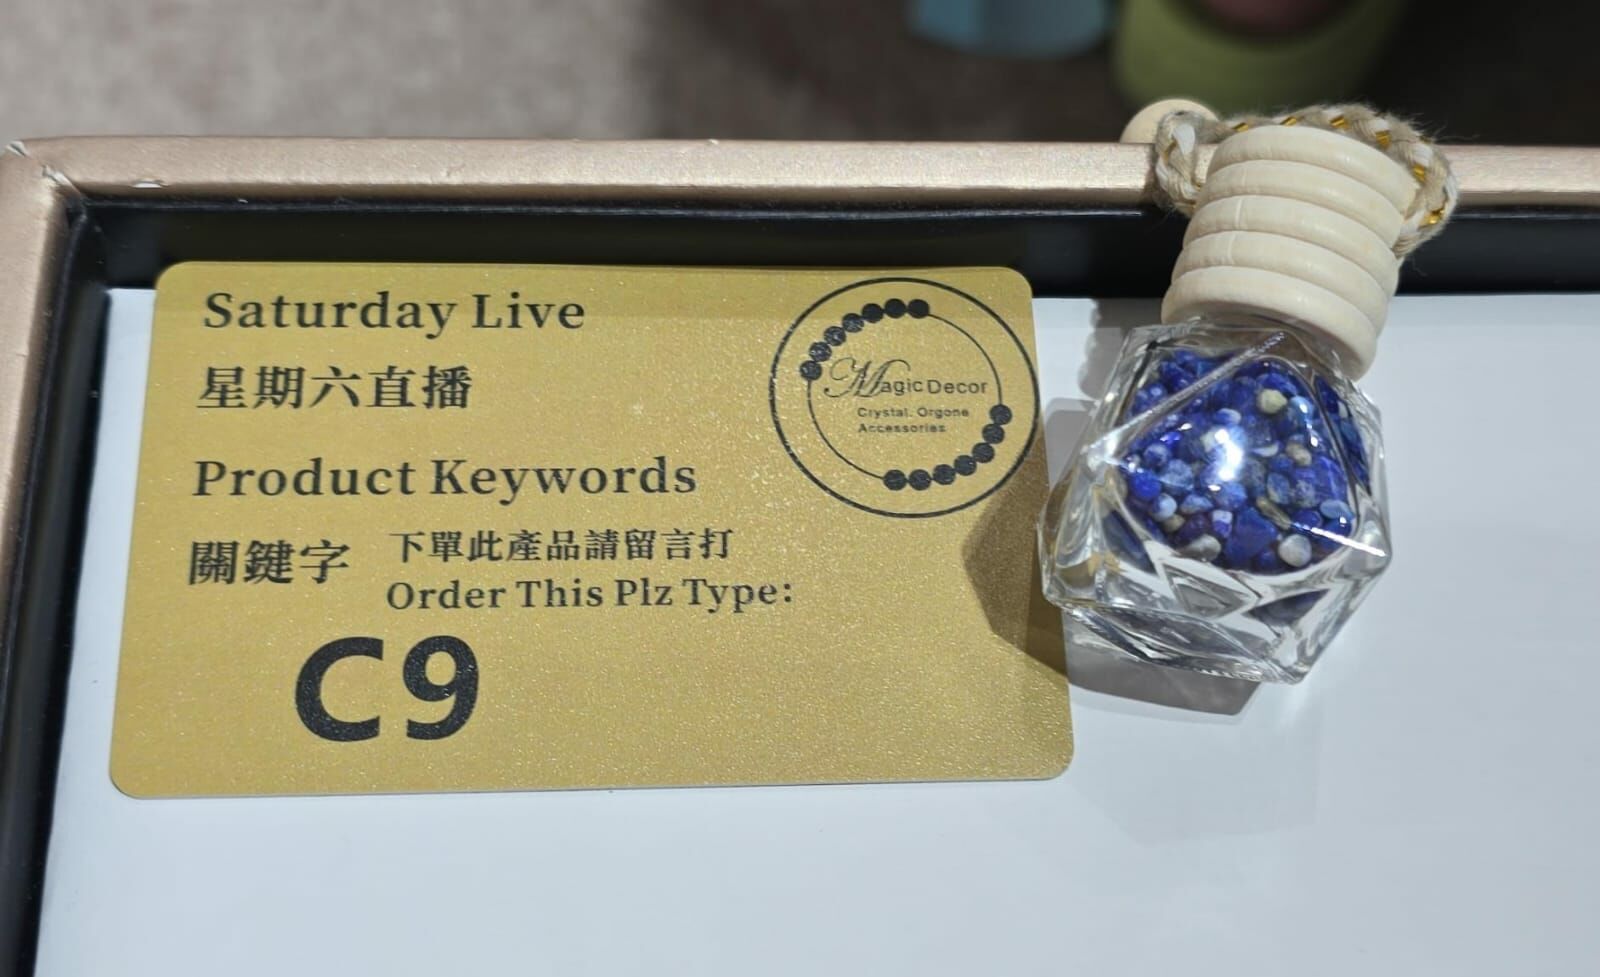 Saturday Live
星期六直播
Product Keywords
關鍵字
下單此產品請留言打
Order This Plz Type:
C9
Magic Decor
Crystal. Orgone
Accessories